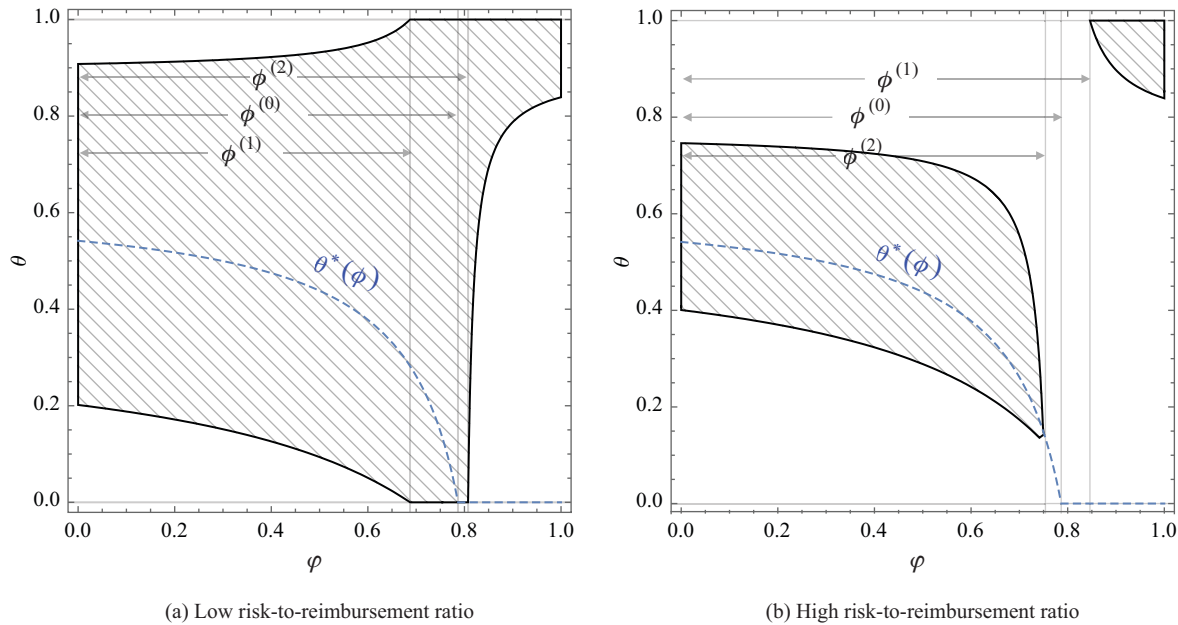 1.0
0.8
0.6
0.4
0.2
0.0
θ
ϕ(2)
ϕ(0)
ϕ(1)
θ*(ϕ)
0.0 0.2 0.4 0.6 0.8 1.0
φ
(a) Low risk-to-reimbursement ratio
1.0
0.8
0.6
0.4
0.2
0.0
θ
ϕ(1)
ϕ(0)
ϕ(2)
θ*(ϕ)
0.0 0.2 0.4 0.6 0.8 1.0
φ
(b) High risk-to-reimbursement ratio